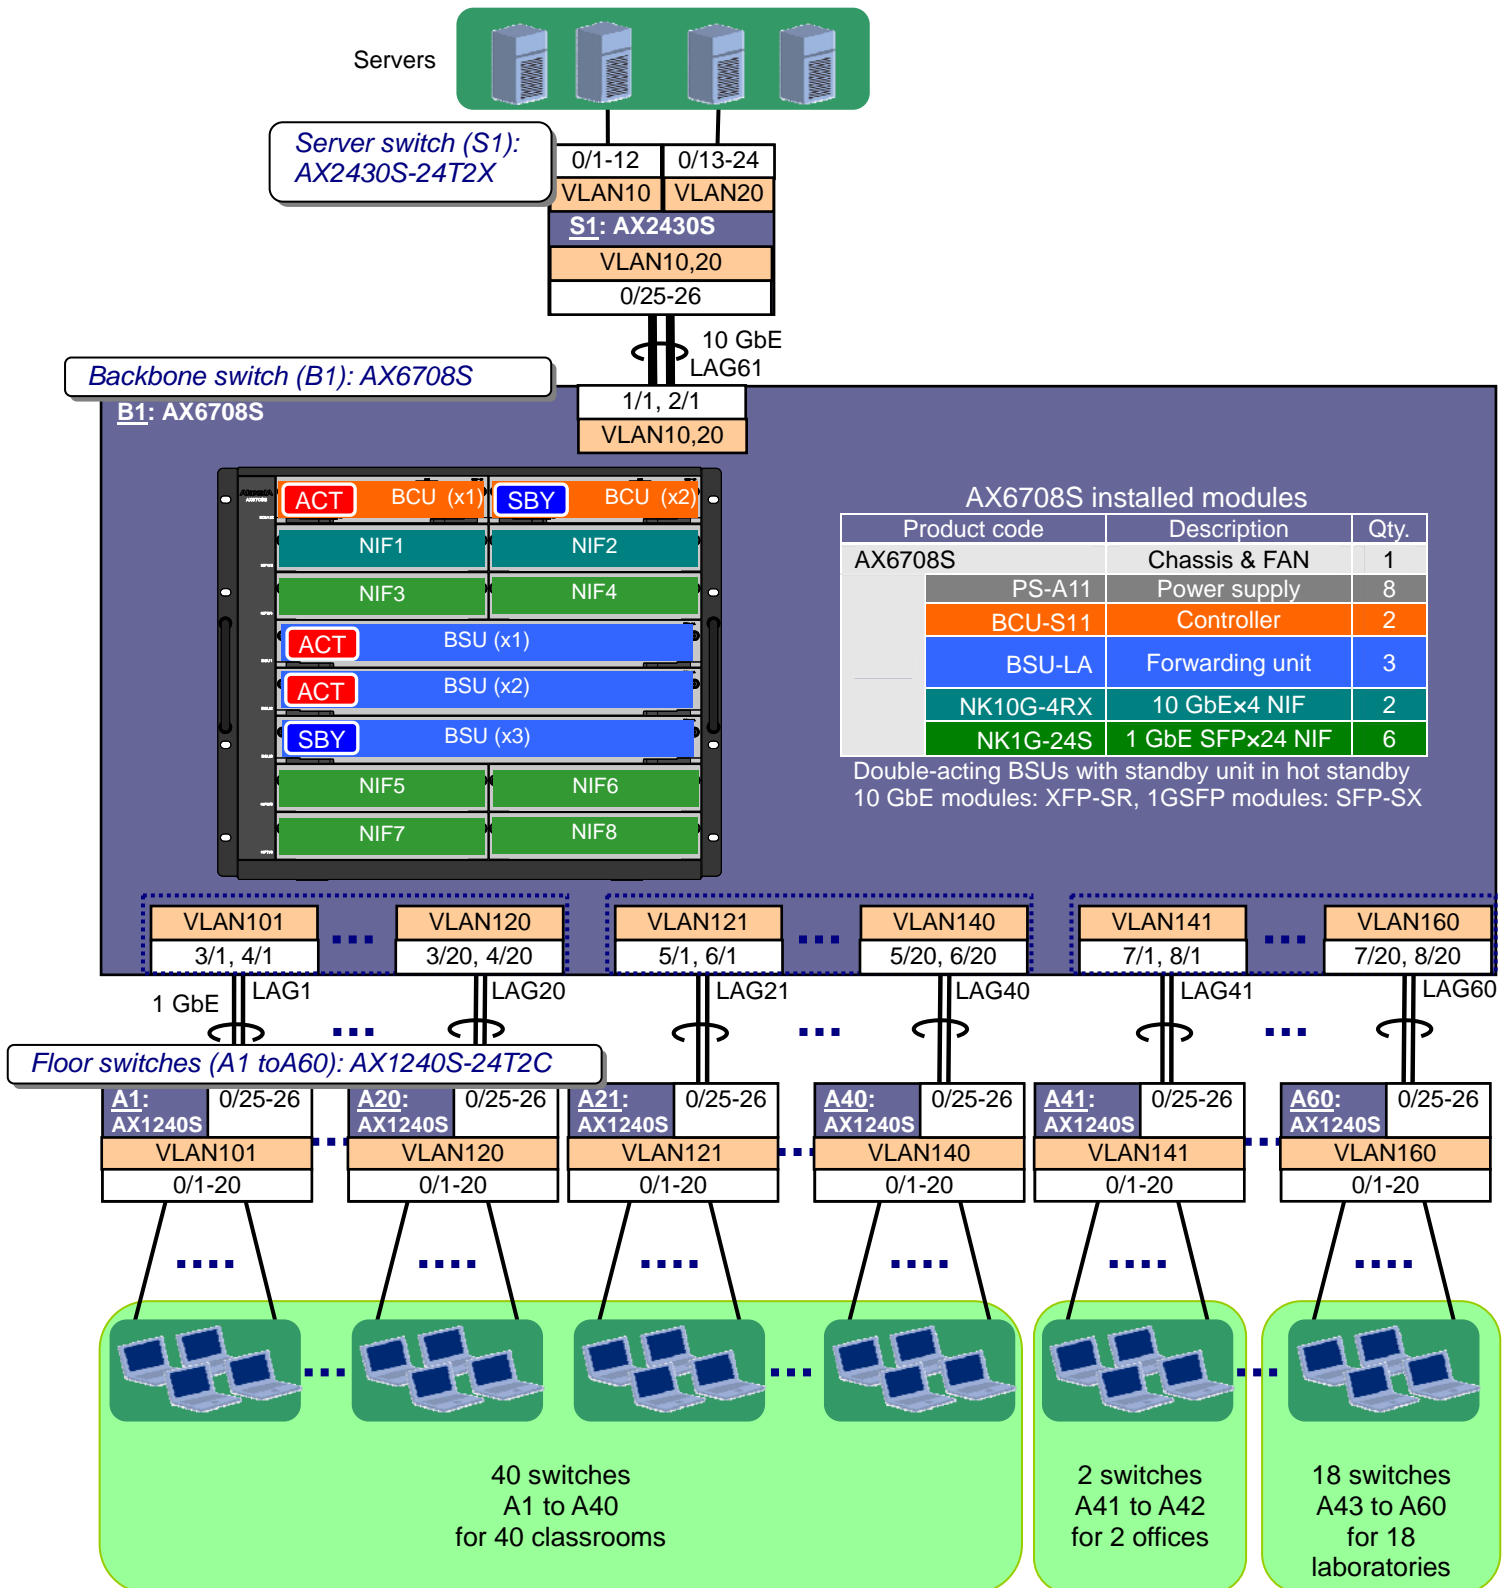 Servers
Server switch (S1):
AX2430S-24T2X
0/1-12 0/13-24
VLAN10 VLAN20
S1: AX2430S
VLAN10,20
0/25-26
10 GbE
LAG61
Backbone switch (B1): AX6708S
B1: AX6708S
1/1, 2/1
VLAN10,20
ACT BCU (x1) SBY BCU (x2)
NIF1 NIF2
NIF3 NIF4
ACT BSU (x1)
ACT BSU (x2)
SBY BSU (x3)
NIF5 NIF6
NIF7 NIF8
AX6708S installed modules
Product code Description Qty.
AX6708S Chassis & FAN 1
PS-A11 Power supply 8
BCU-S11 Controller 2
BSU-LA Forwarding unit 3
NK10G-4RX 10 GbE×4 NIF 2
NK1G-24S 1 GbE SFP×24 NIF 6
Double-acting BSUs with standby unit in hot standby
10 GbE modules: XFP-SR, 1GSFP modules: SFP-SX
VLAN101 VLAN120 VLAN121 VLAN140 VLAN141 VLAN160
3/1, 4/1 3/20, 4/20 5/1, 6/1 5/20, 6/20 7/1, 8/1 7/20, 8/20
1 GbE LAG1 LAG20 LAG21 LAG40 LAG41 LAG60
Floor switches (A1 toA60): AX1240S-24T2C
A1: 0/25-26 A20: 0/25-26 A21: 0/25-26 A40: 0/25-26 A41: 0/25-26 A60: 0/25-26
AX1240S AX1240S AX1240S AX1240S AX1240S AX1240S
VLAN101 VLAN120 VLAN121 VLAN140 VLAN141 VLAN160
0/1-20 0/1-20 0/1-20 0/1-20 0/1-20 0/1-20
40 switches
A1 to A40
for 40 classrooms
2 switches
A41 to A42
for 2 offices
18 switches
A43 to A60
for 18
laboratories